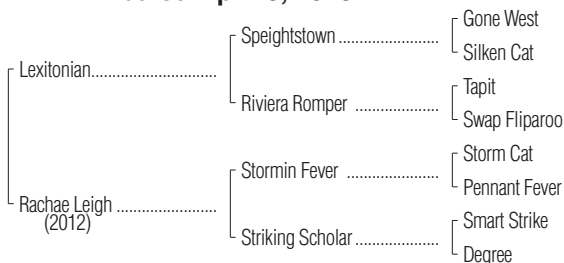 Gone West
Speightstown
Silken Cat
Lexitonian
Tapit
Riviera Romper
Swap Fliparoo
Storm Cat
Stormin Fever
Pennant Fever
Rachae Leigh
(2012)
Smart Strike
Striking Scholar
Degree